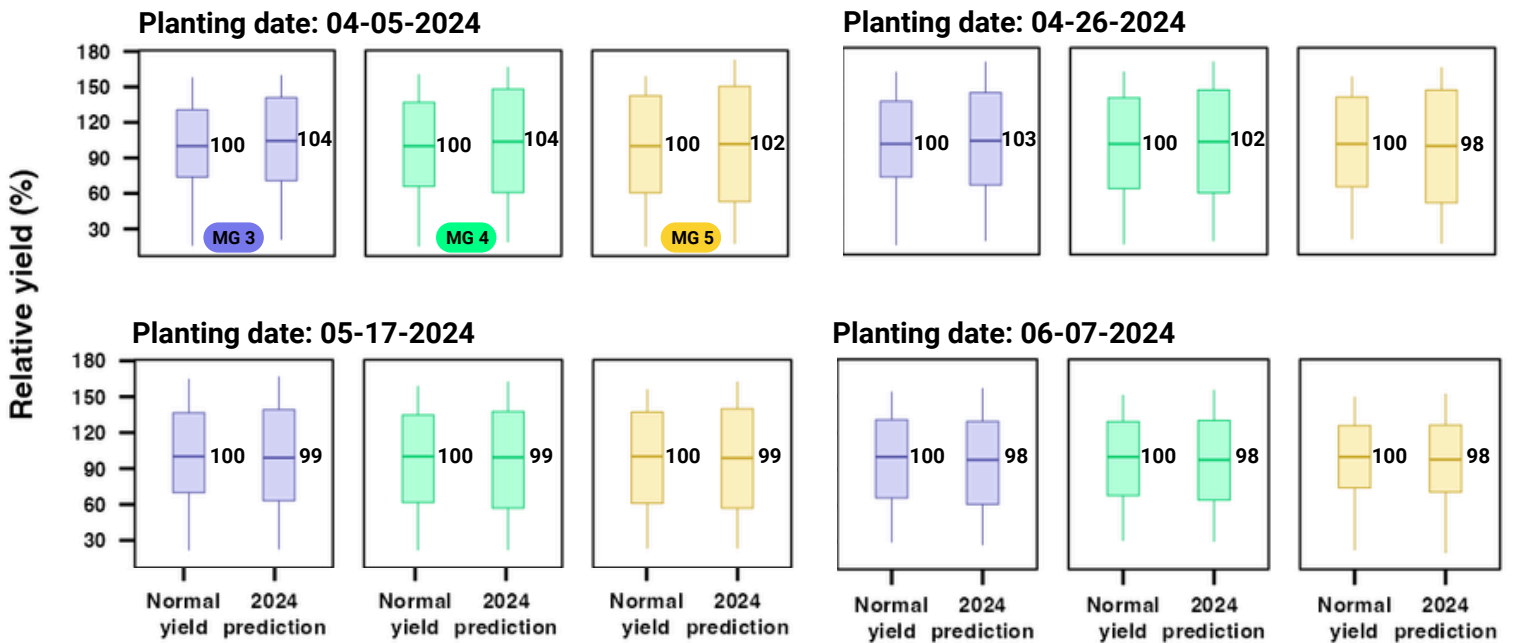 Planting date: 04-05-2024
Planting date: 04-26-2024
Relative yield (%)
180
150
120
90
60
30
100
104
100
104
100
102
100
103
100
102
100
98
MG 3
MG 4
MG 5
Planting date: 05-17-2024
Planting date: 06-07-2024
180
150
120
90
60
30
100
99
100
99
100
99
100
98
100
98
100
98
Normal
yield
2024
prediction
Normal
yield
2024
prediction
Normal
yield
2024
prediction
Normal
yield
2024
prediction
Normal
yield
2024
prediction
Normal
yield
2024
prediction